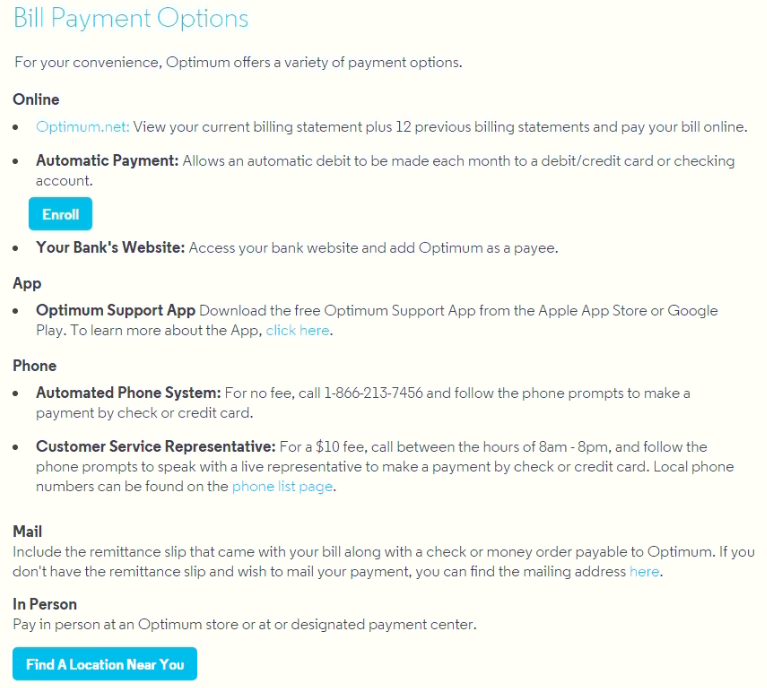 Bill Payment Options
For your convenience, Optimum offers a variety of payment options.
Online
• Optimum.net: View your current billing statement plus 12 previous billing statements and pay your bill online.
• Automatic Payment: Allows an automatic debit to be made each month to a debit/credit card or checking
account.
Enroll
• Your Bank's Website: Access your bank website and add Optimum as a payee.
App
• Optimum Support App Download the free Optimum Support App from the Apple App Store or Google
Play. To learn more about the App, click here.
Phone
• Automated Phone System: For no fee, call 1-866-213-7456 and follow the phone prompts to make a
payment by check or credit card.
• Customer Service Representative: For a $10 fee, call between the hours of 8am - 8pm, and follow the
phone prompts to speak with a live representative to make a payment by check or credit card. Local phone
numbers can be found on the phone list page.
Mail
Include the remittance slip that came with your bill along with a check or money order payable to Optimum. If you
don't have the remittance slip and wish to mail your payment, you can find the mailing address here.
In Person
Pay in person at an Optimum store or at or designated payment center.
Find A Location Near You